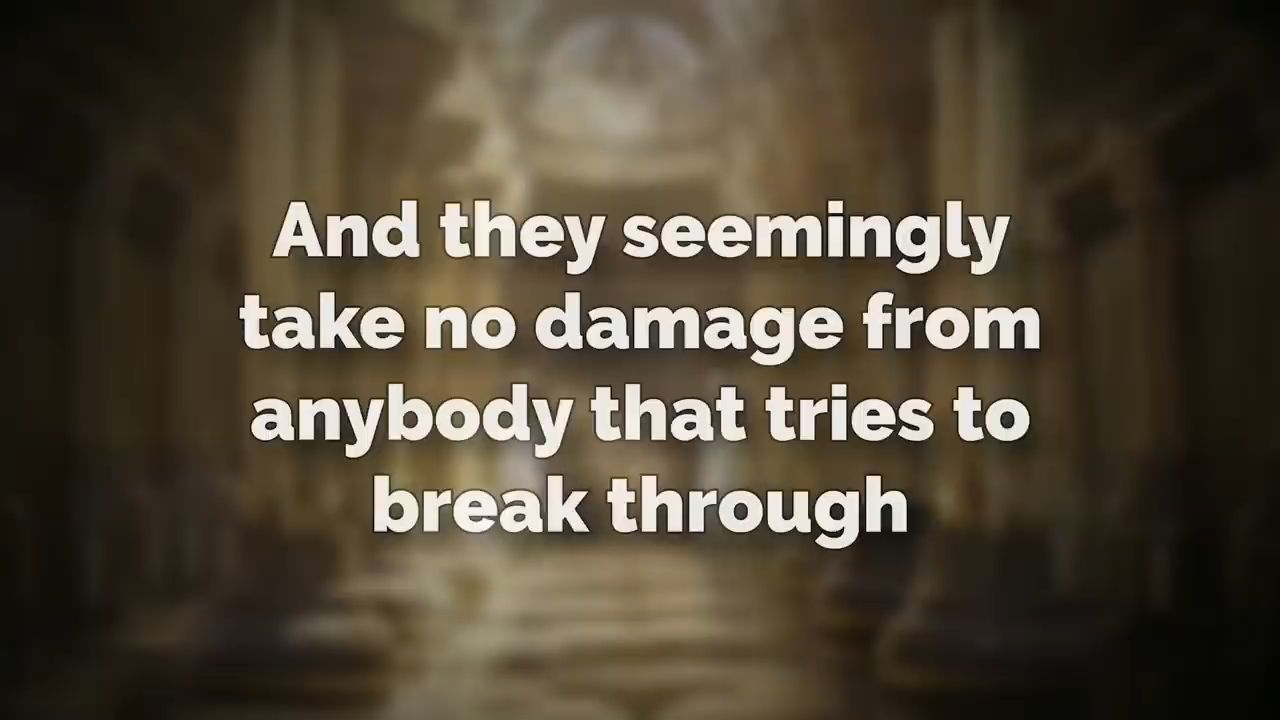 And they seemingly
take no damage from
anybody that tries to
break through